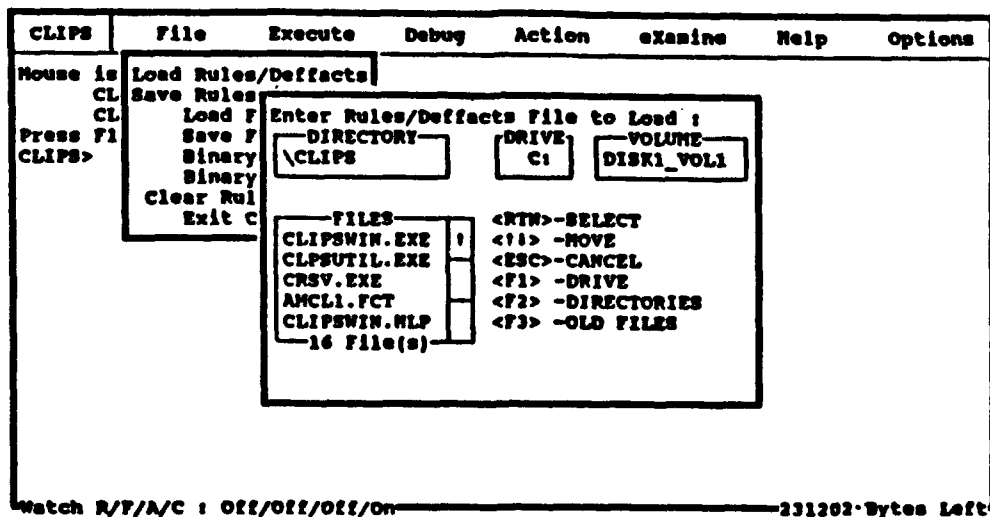 CLIPS File Execute Debug Action eXamine Help Options
Mouse is
CL
CL
Press F1
CLIPS>
Load Rules/Deffacts
Save Rules
Load F
Save F
Binary
Binary
Clear Rul
Exit C
Enter Rules/Deffacts File to Load :
DIRECTORY DRIVE VOLUME
\CLIPS C: DISK1_VOL1
FILES
CLIPSWIN.EXE
CLPSUTIL.EXE
CRSV.EXE
AMCL1.FCT
CLIPSWIN.HLP
16 File(s)
<RTN>-SELECT
<↑↓> -MOVE
<ESC>-CANCEL
<F1> -DRIVE
<F2> -DIRECTORIES
<F3> -OLD FILES
Watch R/F/A/C : Off/Off/Off/On
231202 Bytes Left